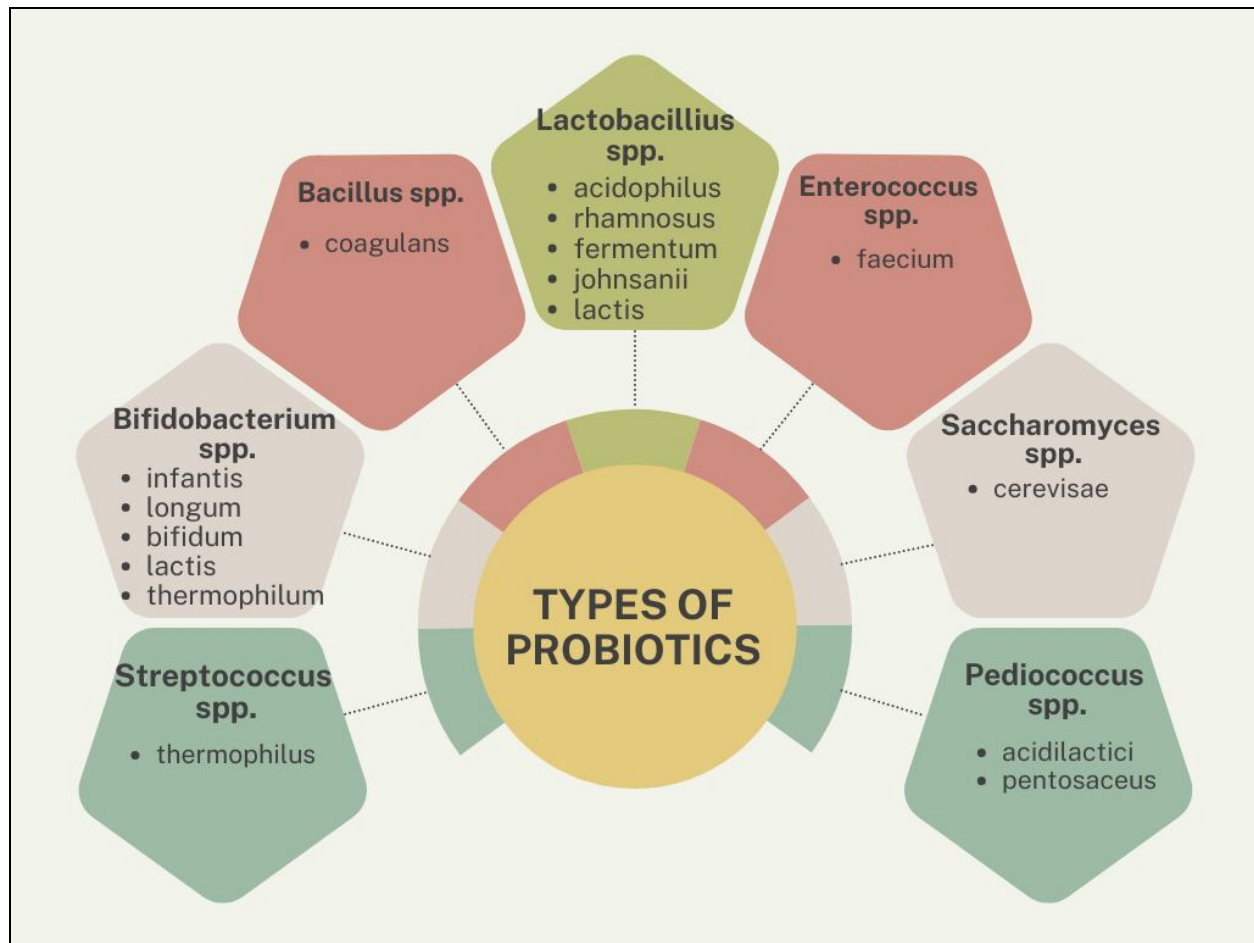 Lactobacillius
spp.
• acidophilus
• rhamnosus
• fermentum
• johnsanii
• lactis
Bacillus spp.
• coagulans
Enterococcus
spp.
• faecium
Bifidobacterium
spp.
• infantis
• longum
• bifidum
• lactis
• thermophilum
Saccharomyces
spp.
• cerevisae
TYPES OF
PROBIOTICS
Streptococcus
spp.
• thermophilus
Pediococcus
spp.
• acidilactici
• pentosaceus